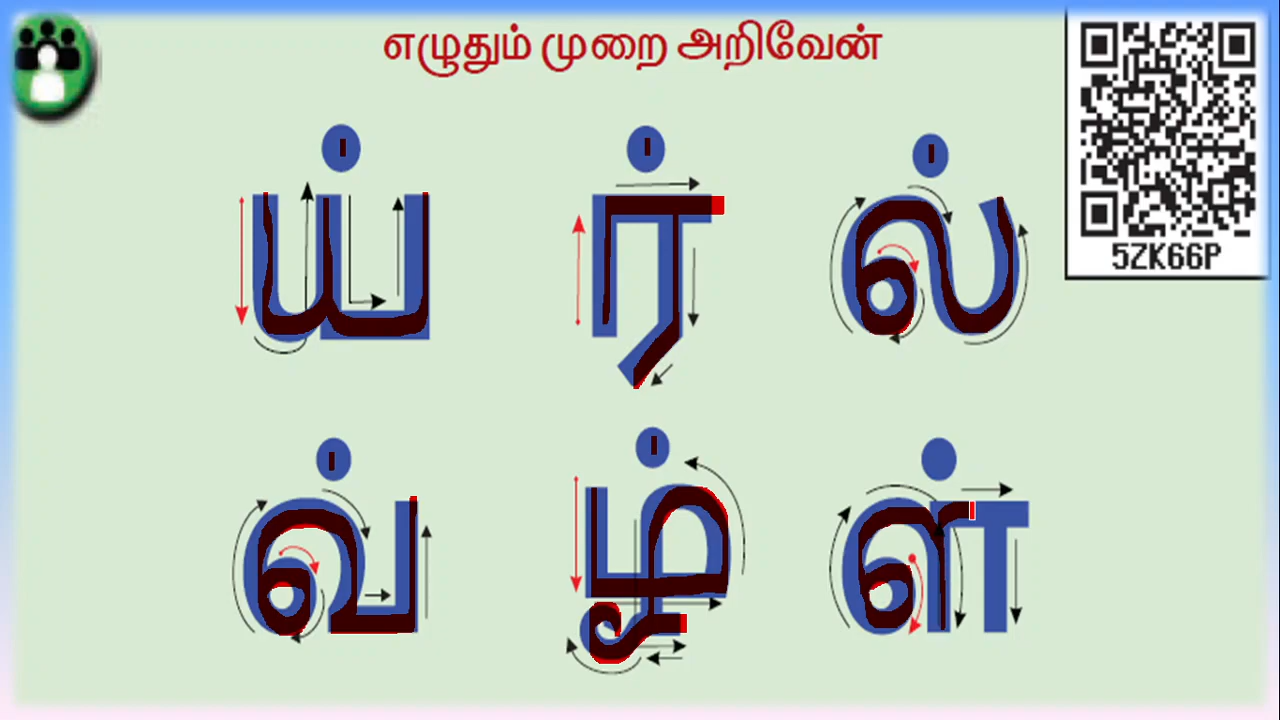 எழுதும் முறை அறிவேன்
5ZK66P
ய் ர் ல்
வ் ழ் ள்